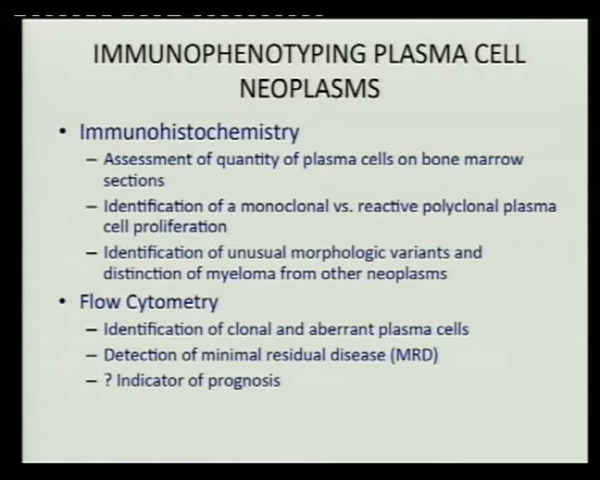 IMMUNOPHENOTYPING PLASMA CELL
NEOPLASMS
• Immunohistochemistry
– Assessment of quantity of plasma cells on bone marrow
sections
– Identification of a monoclonal vs. reactive polyclonal plasma
cell proliferation
– Identification of unusual morphologic variants and
distinction of myeloma from other neoplasms
• Flow Cytometry
– Identification of clonal and aberrant plasma cells
– Detection of minimal residual disease (MRD)
– ? Indicator of prognosis